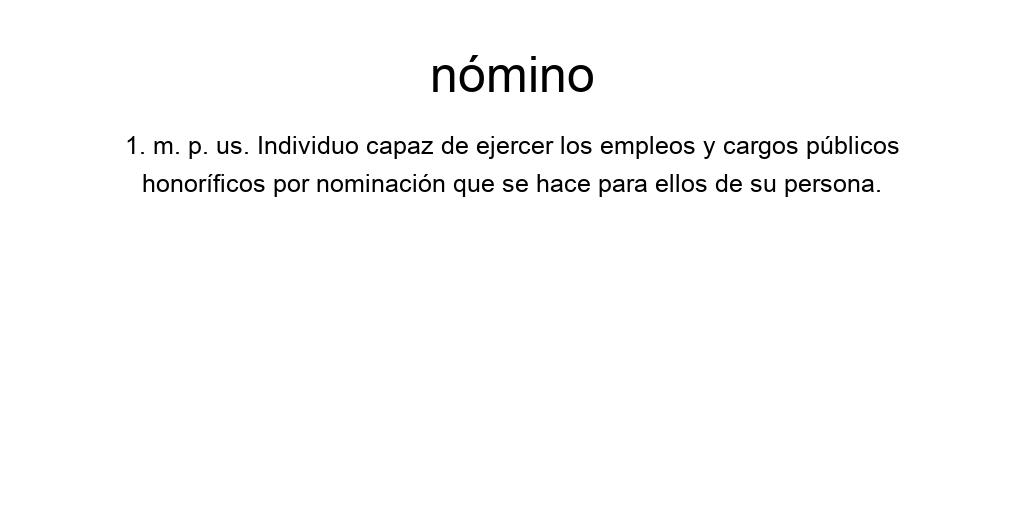 nómino
1. m. p. us. Individuo capaz de ejercer los empleos y cargos públicos
honoríficos por nominación que se hace para ellos de su persona.